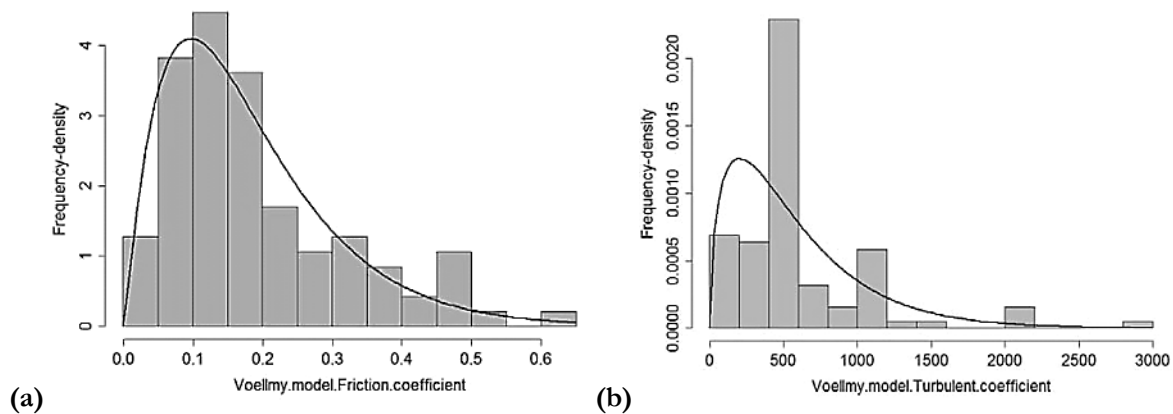 Frequency-density
4
3
2
1
0
0.0 0.1 0.2 0.3 0.4 0.5 0.6
Voellmy.model.Friction.coefficient
(a)
Frequency-density
0.0020
0.0015
0.0010
0.0005
0.0000
0 500 1000 1500 2000 2500 3000
Voellmy.model.Turbulent.coefficient
(b)